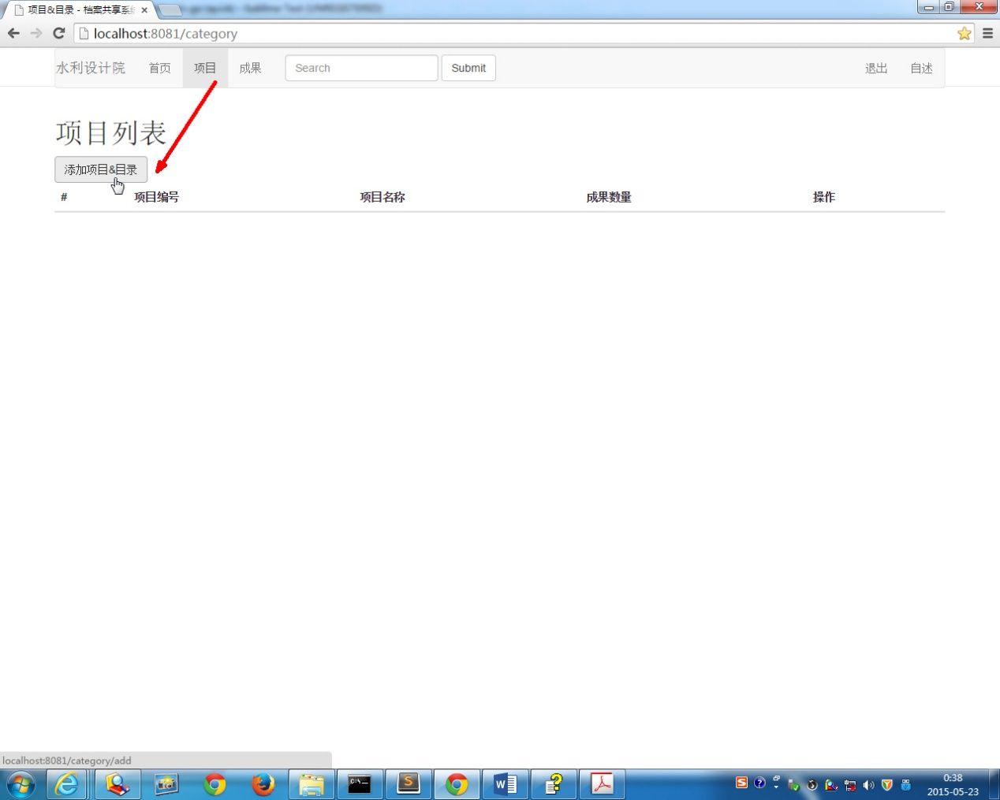 项目&目录 - 档案共享系
localhost:8081/category
水利设计院 首页 项目 成果 Search Submit 退出 自述
项目列表
添加项目&目录
# 项目编号 项目名称 成果数量 操作
localhost:8081/category/add
0:38
2015-05-23